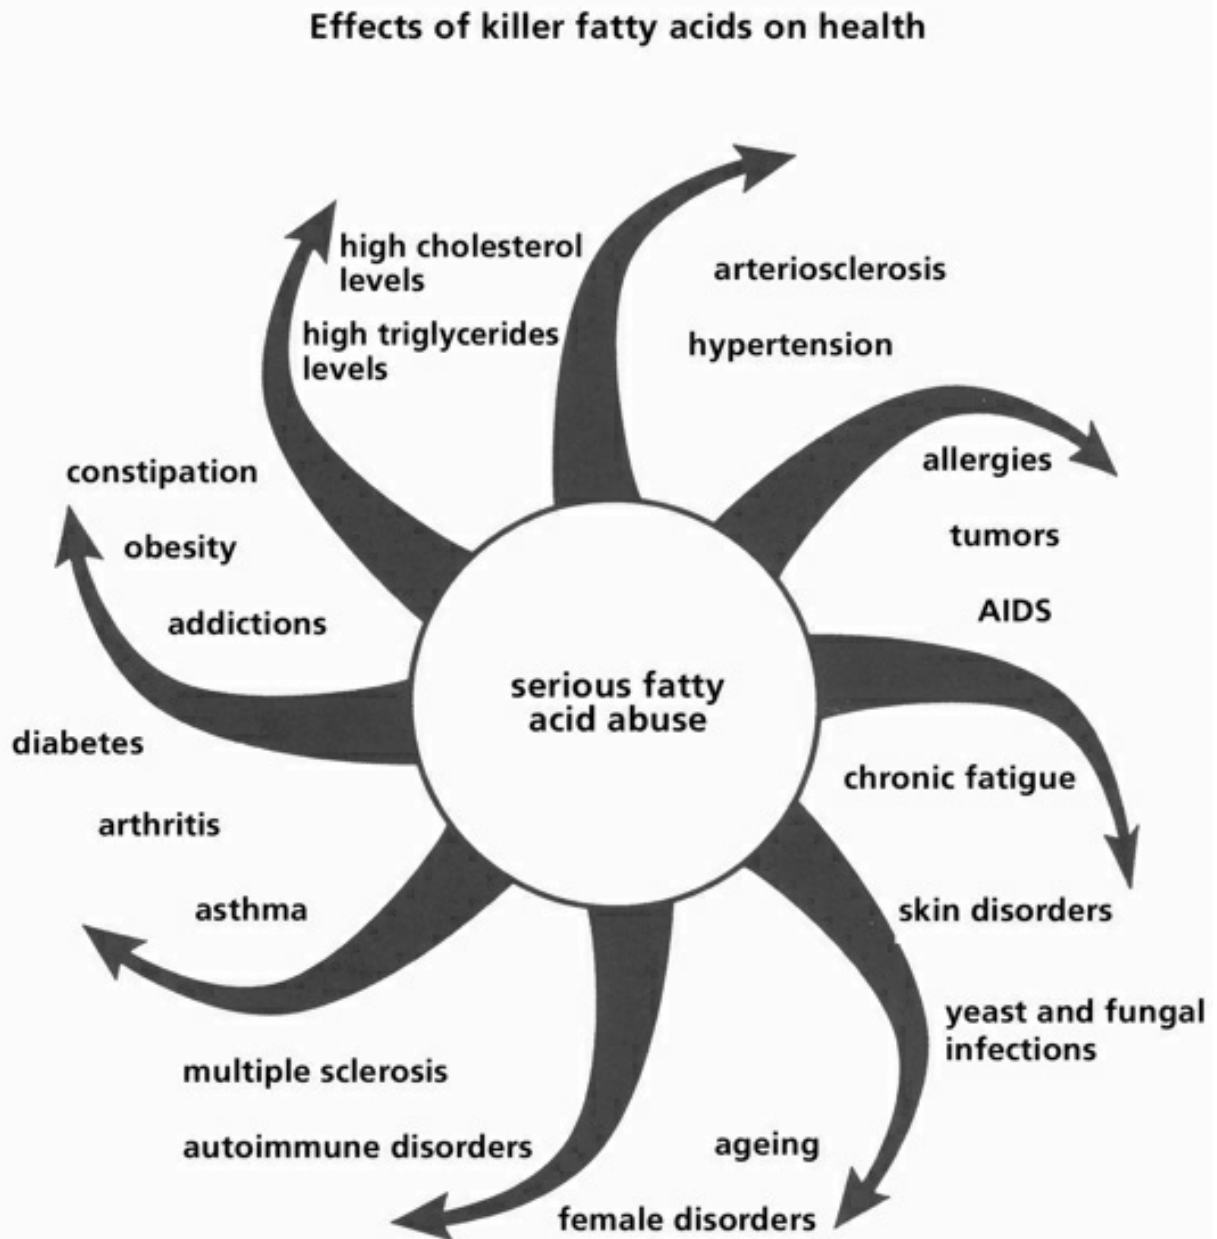 Effects of killer fatty acids on health
high cholesterol
levels
high triglycerides
levels
arteriosclerosis
hypertension
allergies
tumors
AIDS
constipation
obesity
addictions
serious fatty
acid abuse
diabetes
arthritis
asthma
chronic fatigue
skin disorders
yeast and fungal
infections
multiple sclerosis
autoimmune disorders
ageing
female disorders